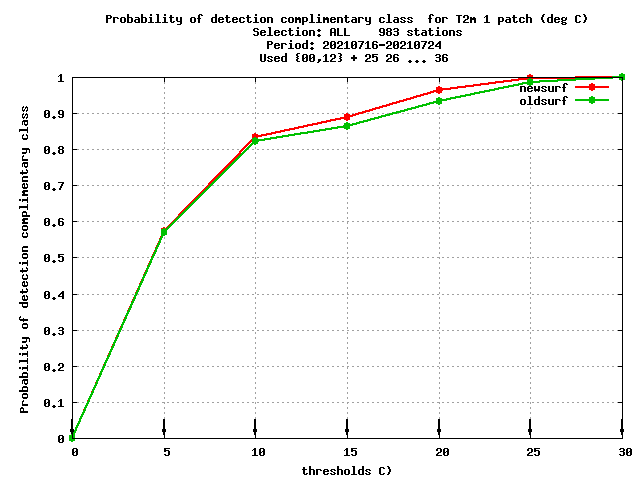 Probability of detection complimentary class  for T2m 1 patch (deg C)
Selection: ALL    983 stations
Period: 20210716-20210724
Used {00,12} + 25 26 ... 36
Probability of detection complimentary class
1
0.9
0.8
0.7
0.6
0.5
0.4
0.3
0.2
0.1
0
newsurf
oldsurf
0 5 10 15 20 25 30
thresholds C)